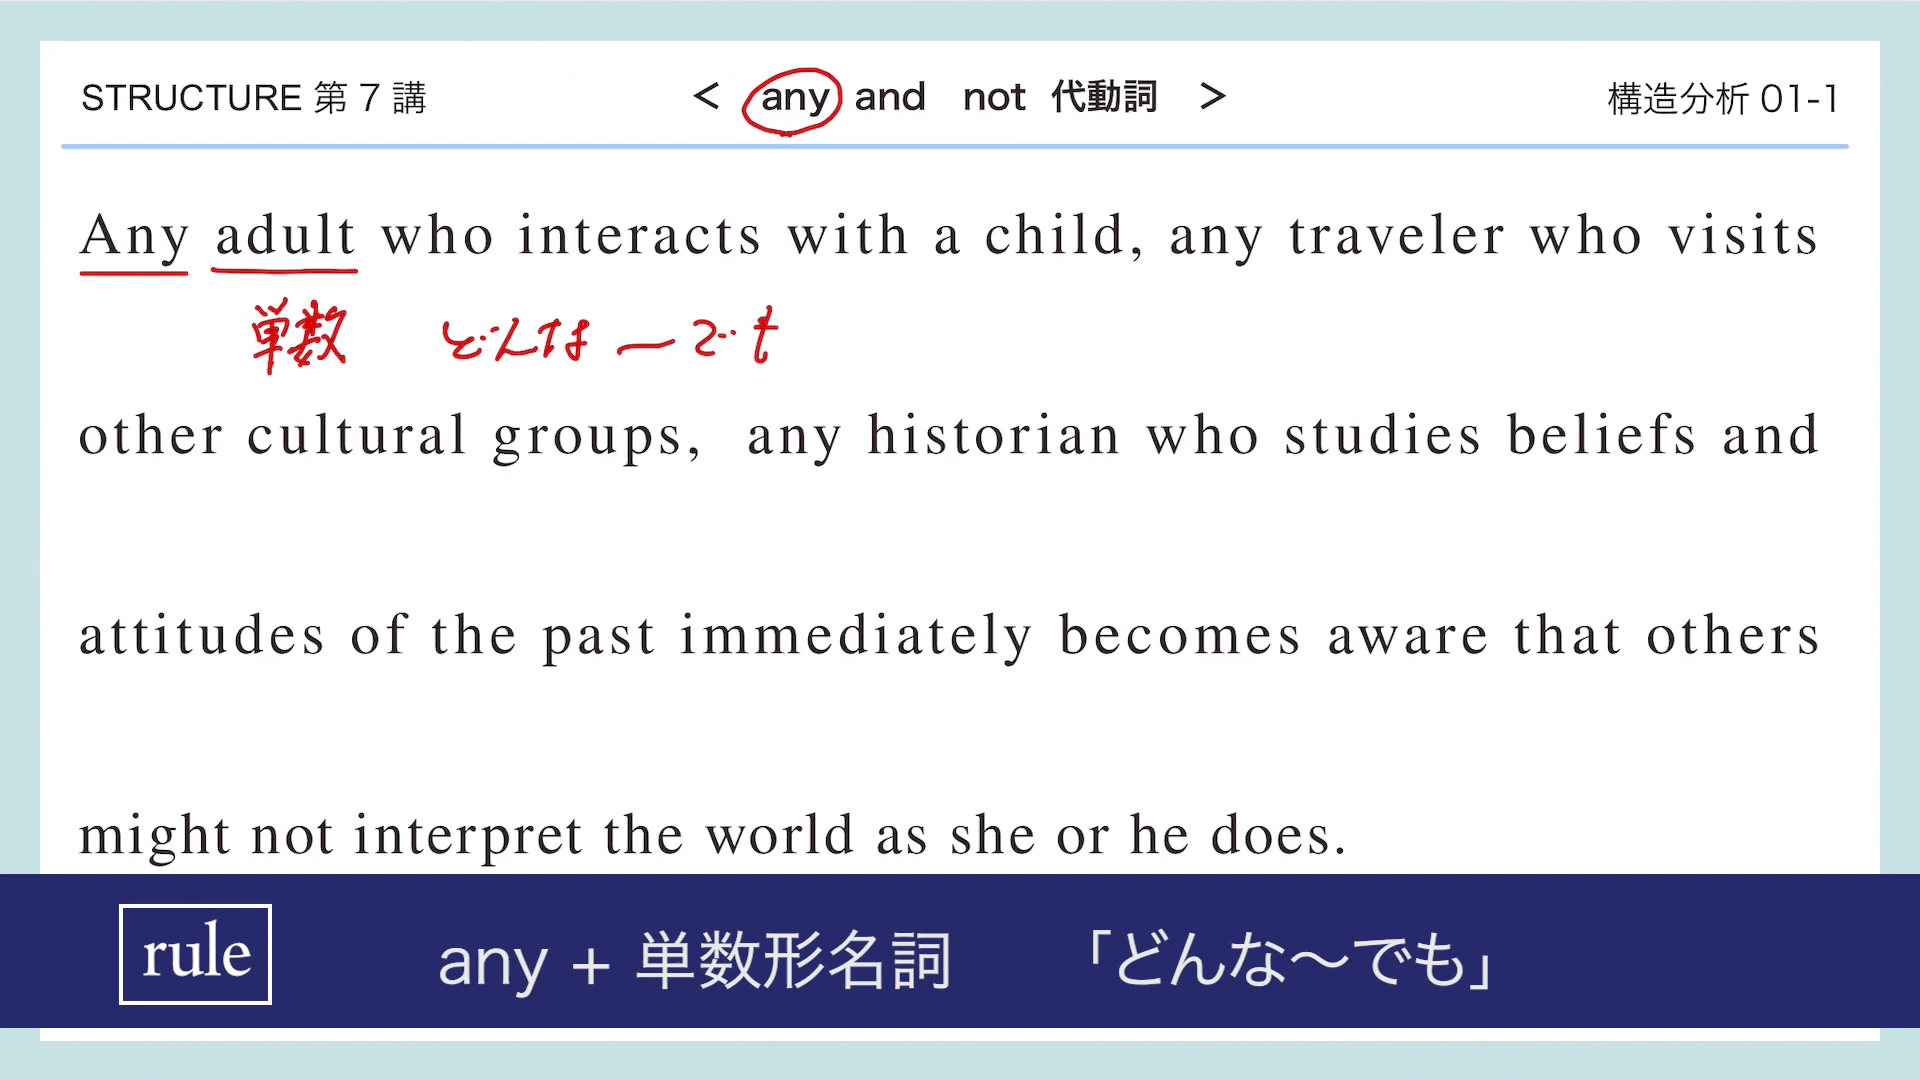 STRUCTURE 第 7 講 < any and not 代動詞 > 構造分析 01-1
Any adult who interacts with a child, any traveler who visits
単数 どんな ～でも
other cultural groups, any historian who studies beliefs and
attitudes of the past immediately becomes aware that others
might not interpret the world as she or he does.
rule any + 単数形名詞 「どんな～でも」